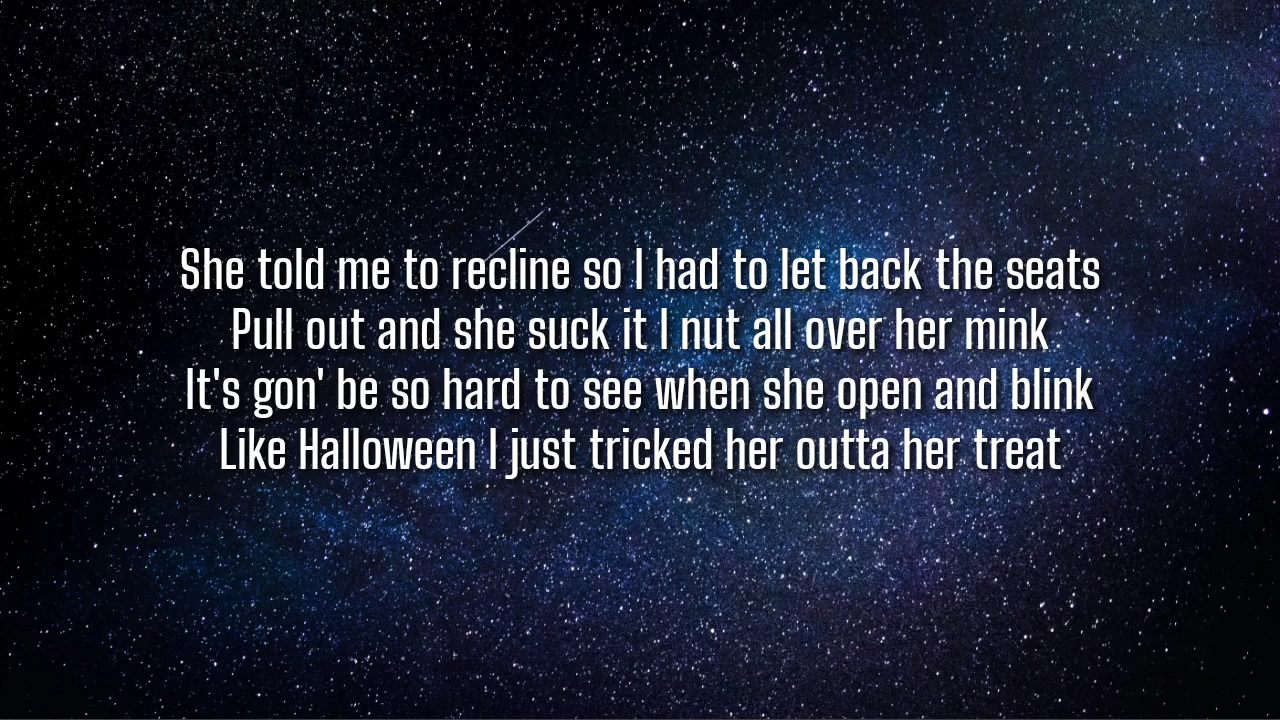 She told me to recline so I had to let back the seats
Pull out and she suck it I nut all over her mink
It's gon' be so hard to see when she open and blink
Like Halloween I just tricked her outta her treat